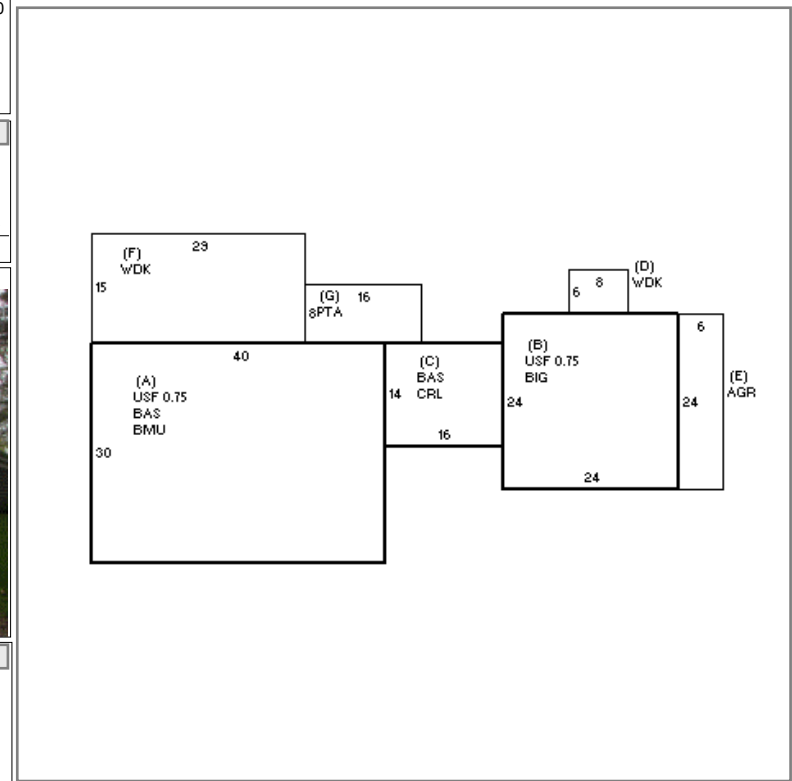 29
(F)
WDK
15
(G) 16
8PTA
(D)
8 WDK
6
40
(A)
USF 0.75
BAS
BMU
30
(C)
BAS
14 CRL
16
(B)
USF 0.75
BIG
24
24
6
(E)
AGR
24